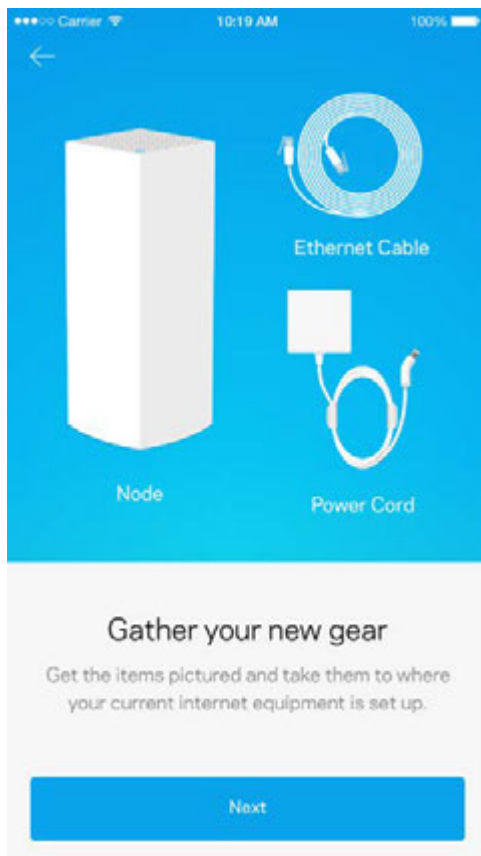 Carrier 10:19 AM 100%
Ethernet Cable
Node
Power Cord
Gather your new gear
Get the items pictured and take them to where
your current internet equipment is set up.
Next